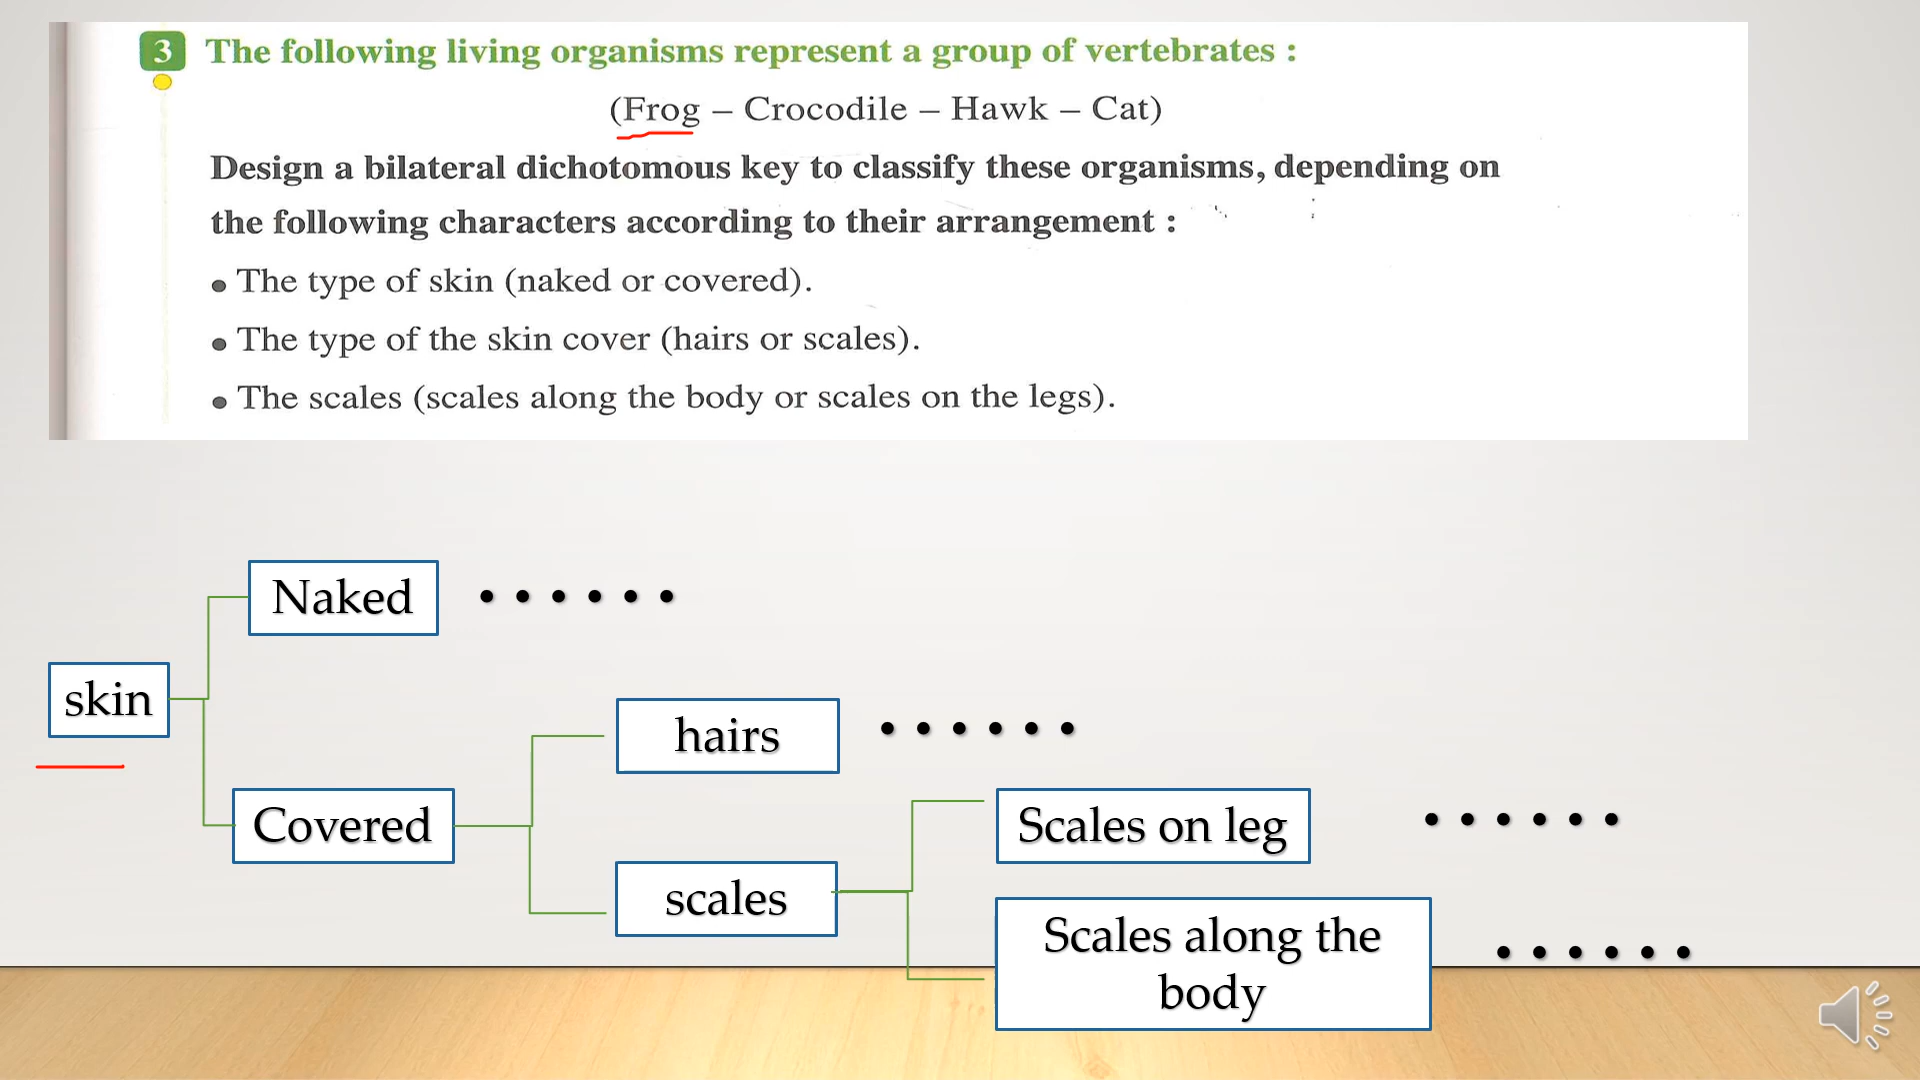 3 The following living organisms represent a group of vertebrates :
(Frog – Crocodile – Hawk – Cat)
Design a bilateral dichotomous key to classify these organisms, depending on
the following characters according to their arrangement :
• The type of skin (naked or covered).
• The type of the skin cover (hairs or scales).
• The scales (scales along the body or scales on the legs).
Naked ......
skin
hairs ......
Covered
Scales on leg ......
scales
Scales along the
body ......